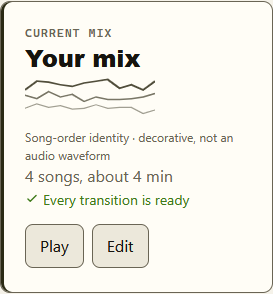 CURRENT MIX
Your mix
Song-order identity · decorative, not an
audio waveform
4 songs, about 4 min
✓ Every transition is ready
Play
Edit